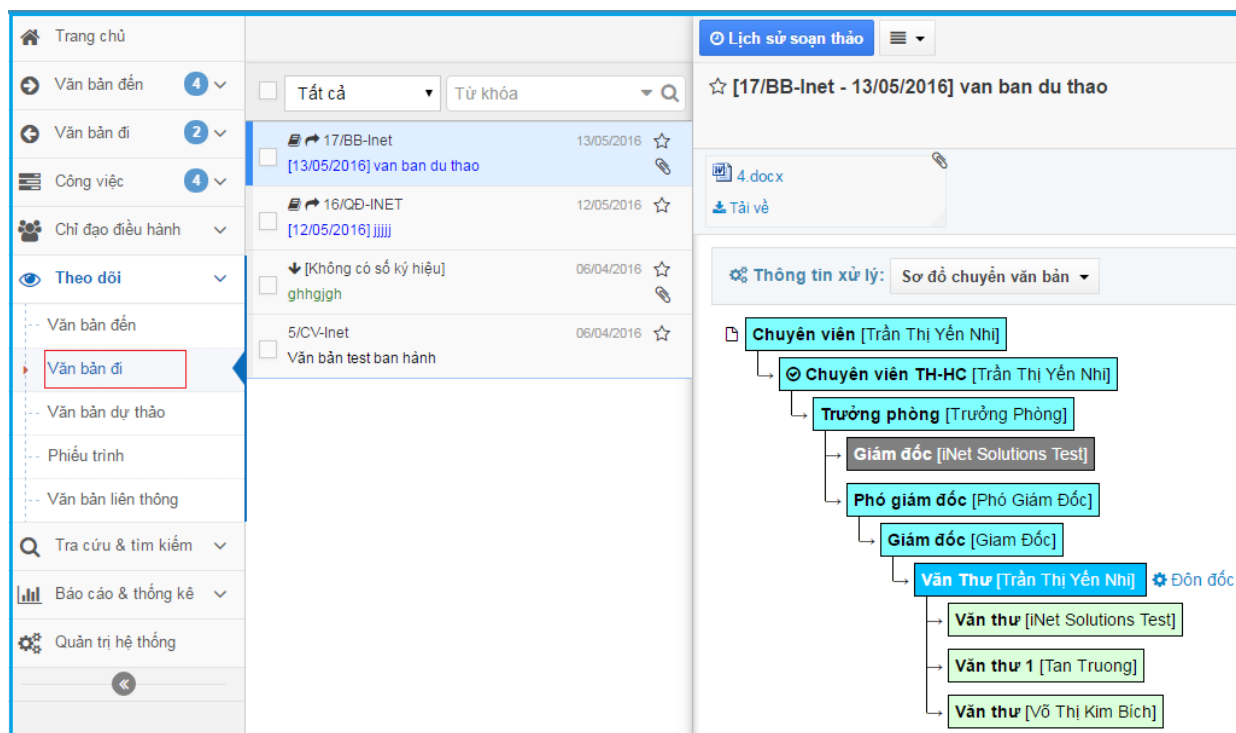 Trang chủ
Văn bản đến 4
Văn bản đi 2
Công việc 4
Chỉ đạo điều hành
Theo dõi
Văn bản đến
Văn bản đi
Văn bản dự thảo
Phiếu trình
Văn bản liên thông
Tra cứu & tìm kiếm
Báo cáo & thống kê
Quản trị hệ thống
Tất cả
Từ khóa
17/BB-Inet 13/05/2016
[13/05/2016] van ban du thao
16/QĐ-INET 12/05/2016
[12/05/2016] jjjjj
[Không có số ký hiệu] 06/04/2016
ghhgjgh
5/CV-Inet 06/04/2016
Văn bản test ban hành
Lịch sử soạn thảo
[17/BB-Inet - 13/05/2016] van ban du thao
4.docx
Tải về
Thông tin xử lý: Sơ đồ chuyển văn bản
Chuyên viên [Trần Thị Yến Nhi]
Chuyên viên TH-HC [Trần Thị Yến Nhi]
Trưởng phòng [Trưởng Phòng]
Giám đốc [iNet Solutions Test]
Phó giám đốc [Phó Giám Đốc]
Giám đốc [Giam Đốc]
Văn Thư [Trần Thị Yến Nhi] Đôn đốc
Văn thư [iNet Solutions Test]
Văn thư 1 [Tan Truong]
Văn thư [Võ Thị Kim Bích]